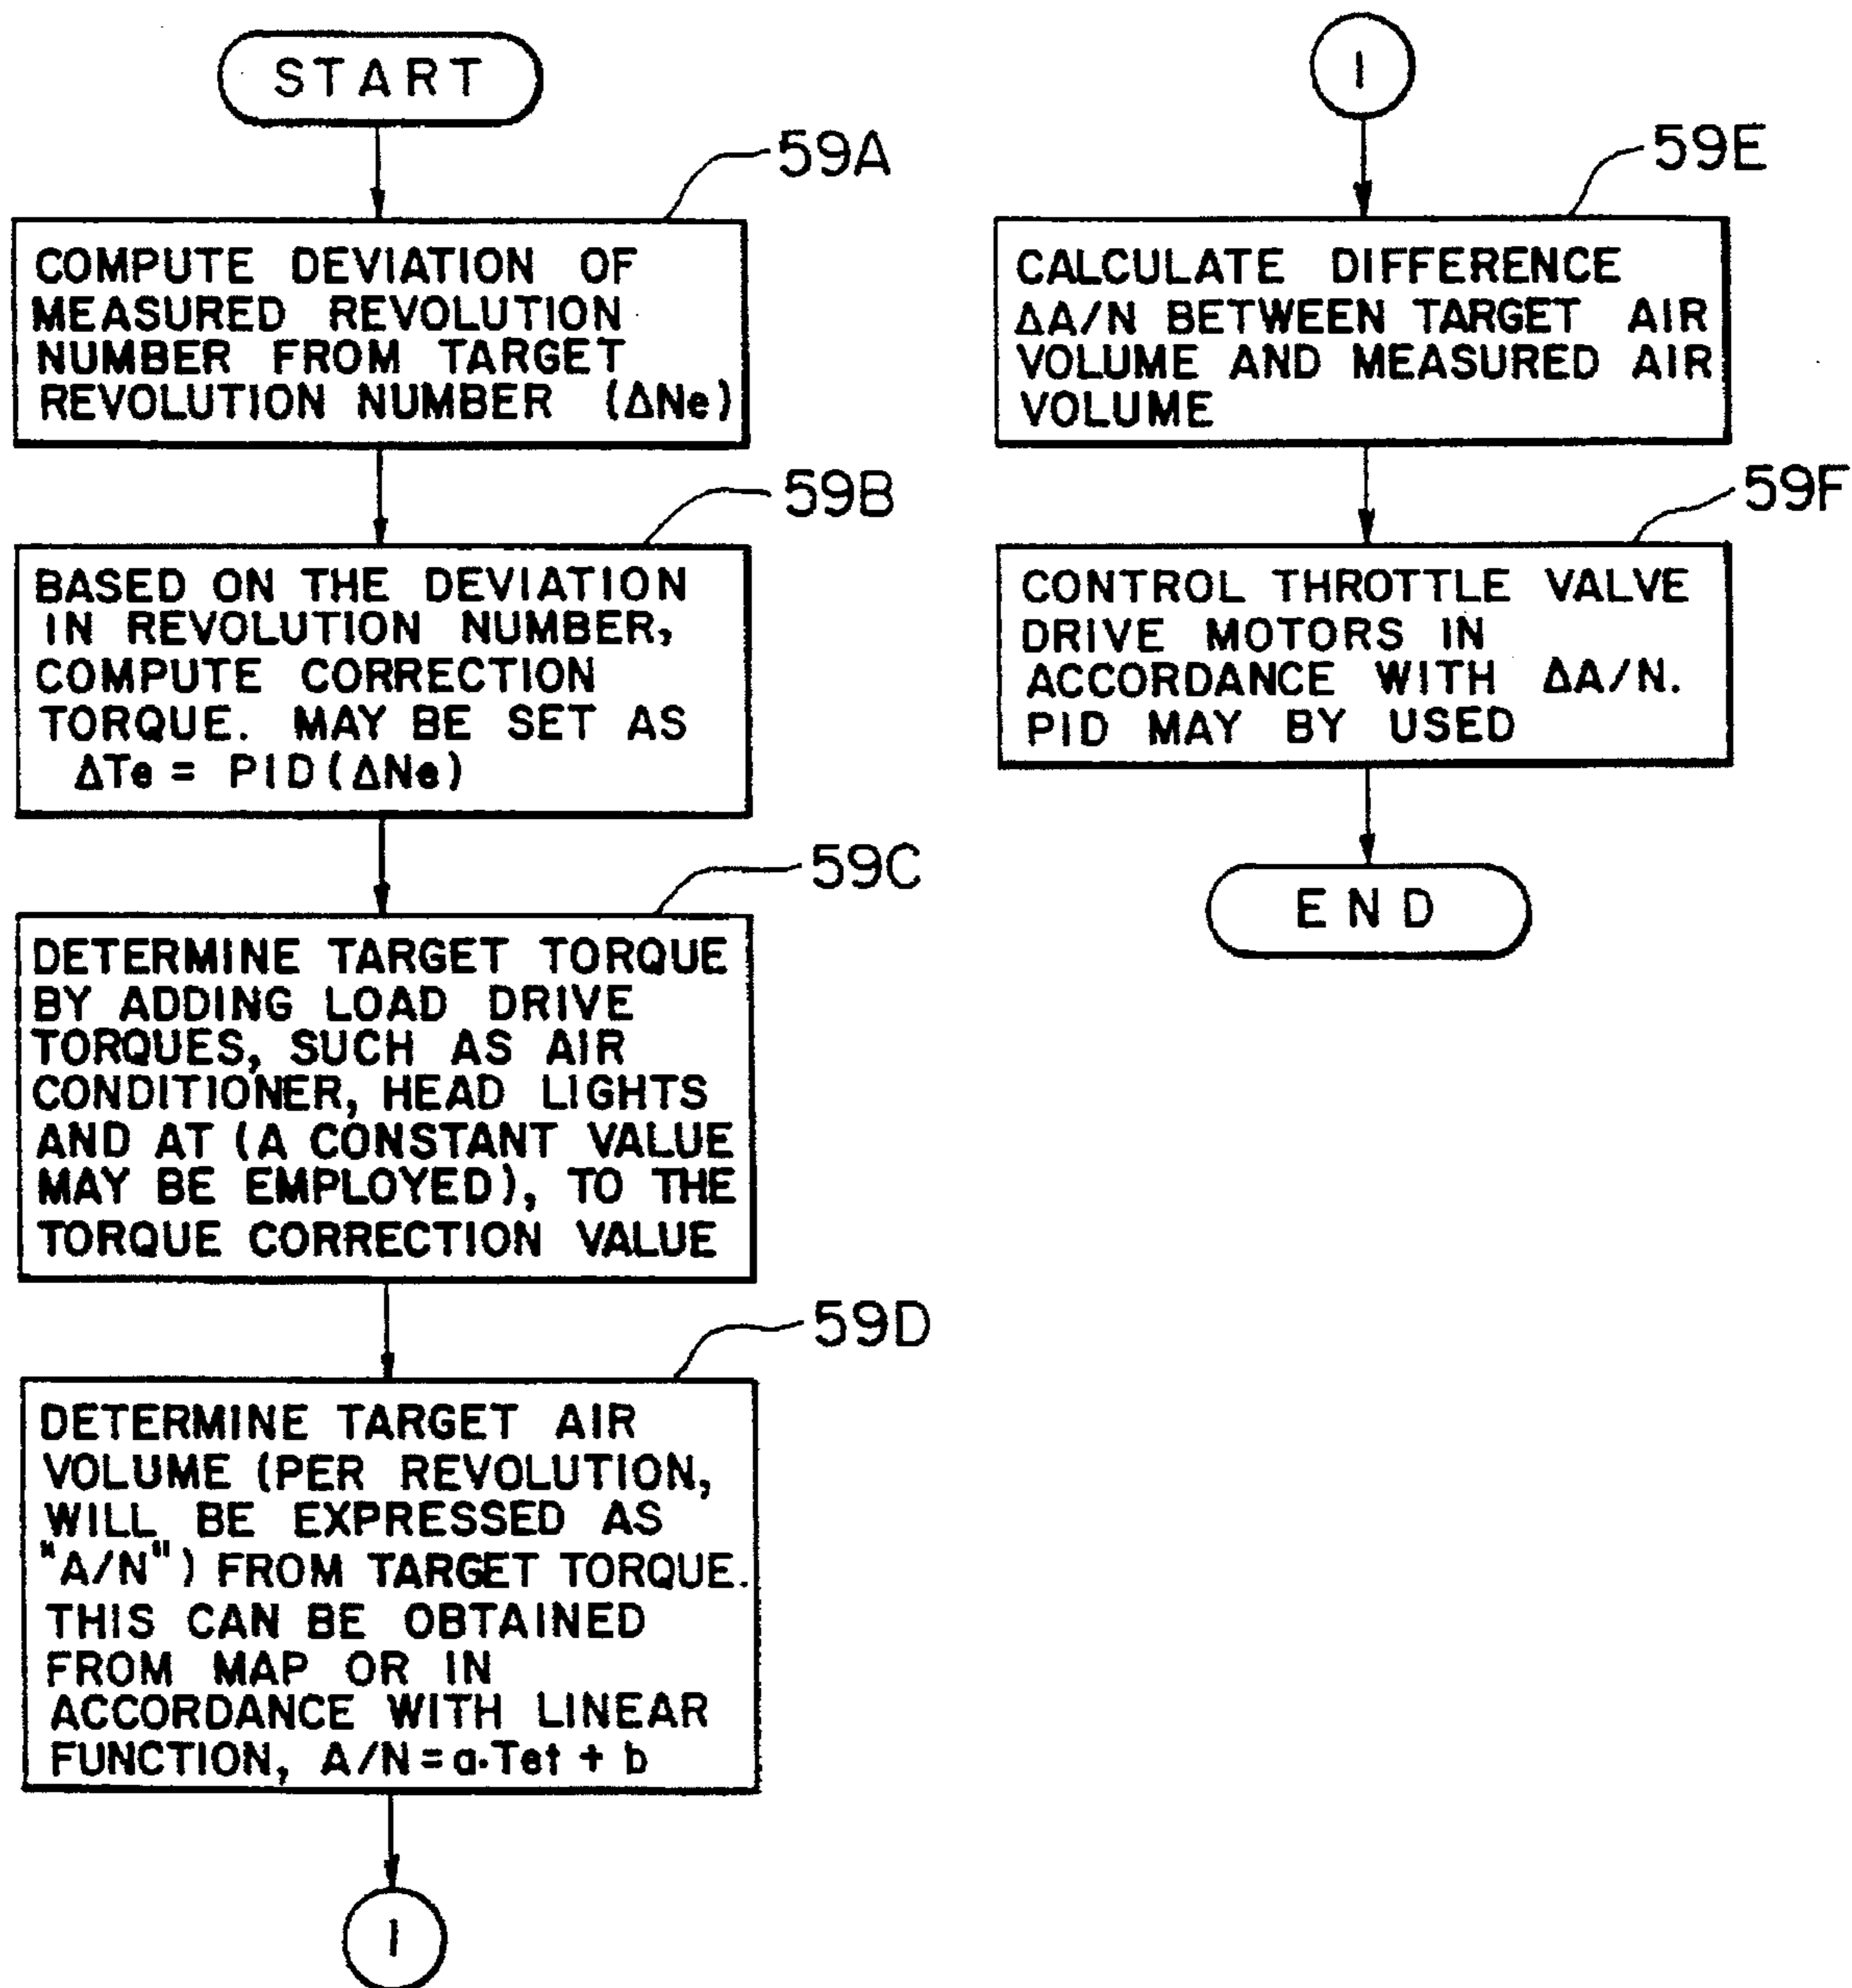 START
59A
COMPUTE DEVIATION OF
MEASURED REVOLUTION
NUMBER FROM TARGET
REVOLUTION NUMBER (ΔNe)
59B
BASED ON THE DEVIATION
IN REVOLUTION NUMBER,
COMPUTE CORRECTION
TORQUE. MAY BE SET AS
ΔTe = PID(ΔNe)
59C
DETERMINE TARGET TORQUE
BY ADDING LOAD DRIVE
TORQUES, SUCH AS AIR
CONDITIONER, HEAD LIGHTS
AND AT (A CONSTANT VALUE
MAY BE EMPLOYED), TO THE
TORQUE CORRECTION VALUE
59D
DETERMINE TARGET AIR
VOLUME (PER REVOLUTION,
WILL BE EXPRESSED AS
"A/N") FROM TARGET TORQUE.
THIS CAN BE OBTAINED
FROM MAP OR IN
ACCORDANCE WITH LINEAR
FUNCTION, A/N=a·Tet + b
1
1
59E
CALCULATE DIFFERENCE
ΔA/N BETWEEN TARGET AIR
VOLUME AND MEASURED AIR
VOLUME
59F
CONTROL THROTTLE VALVE
DRIVE MOTORS IN
ACCORDANCE WITH ΔA/N.
PID MAY BY USED
END